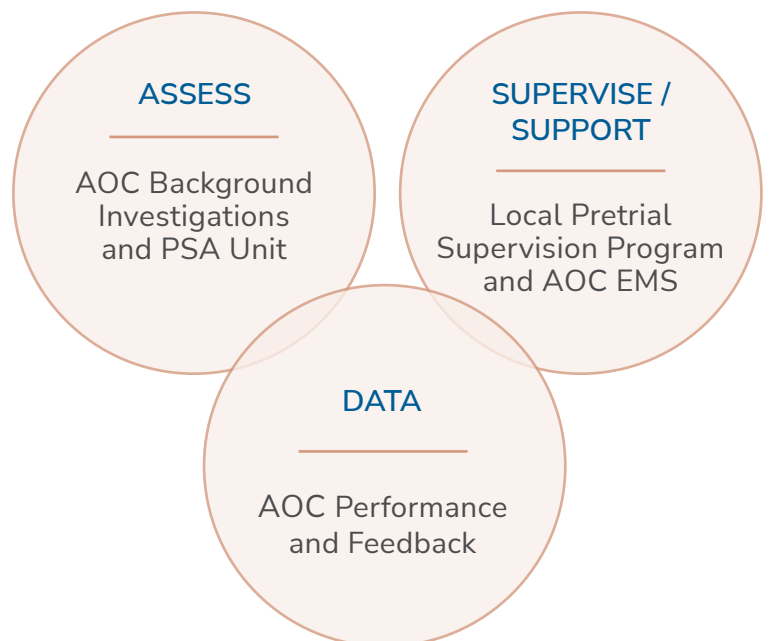 ASSESS
AOC Background
Investigations
and PSA Unit
SUPERVISE /
SUPPORT
Local Pretrial
Supervision Program
and AOC EMS
DATA
AOC Performance
and Feedback